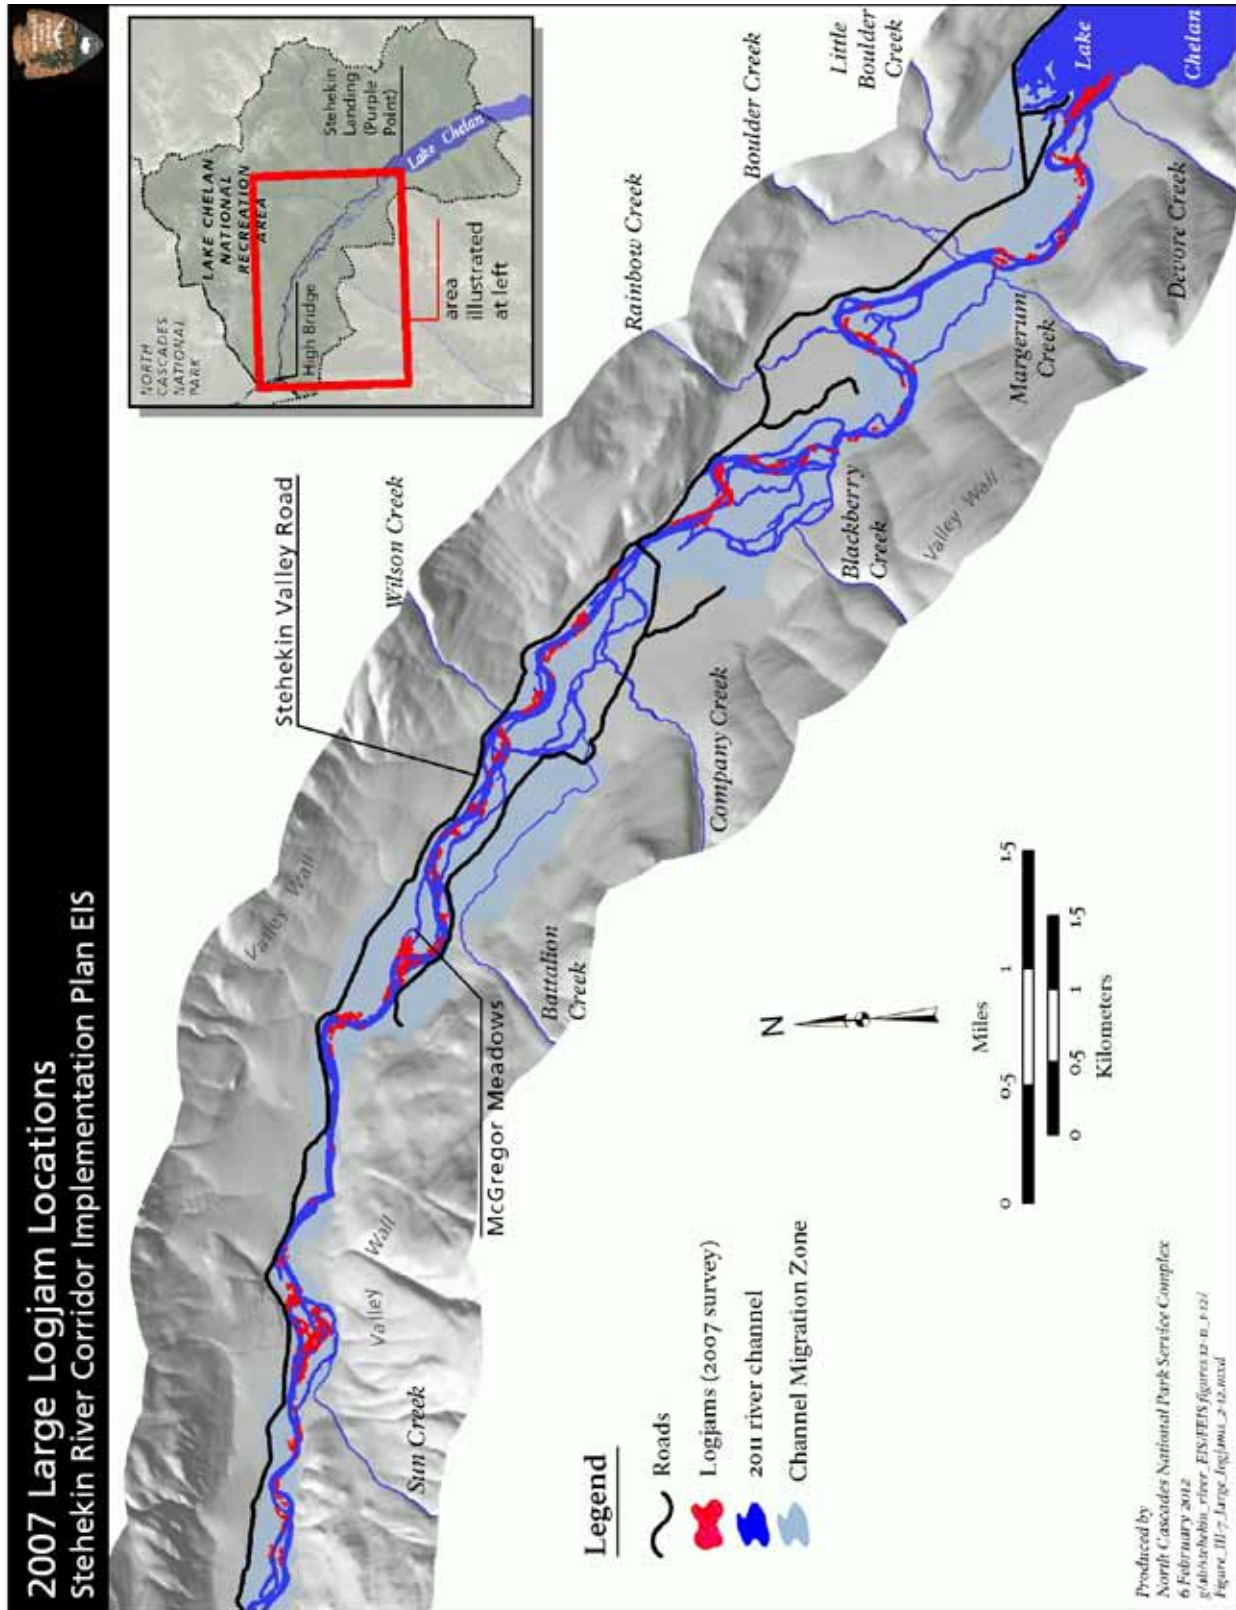 2007 Large Logjam Locations
Stehekin River Corridor Implementation Plan EIS
NORTH
CASCADES
NATIONAL
PARK
LAKE CHELAN
NATIONAL
RECREATION
AREA
High Bridge
Stehekin
Landing
(Purple
Point)
Lake Chelan
area
illustrated
at left
Stehekin Valley Road
Wilson Creek
Rainbow Creek
Boulder Creek
Little
Boulder
Creek
Lake
Chelan
Valley Wall
Valley Wall
Valley Wall
Sun Creek
McGregor Meadows
Battalion
Creek
Company Creek
Blackberry
Creek
Margerum
Creek
Devore Creek
Legend
Roads
Logjams (2007 survey)
2011 river channel
Channel Migration Zone
N
Miles
0 0.5 1 1.5
0 0.5 1 1.5
Kilometers
Produced by
North Cascades National Park Service Complex
6 February 2012